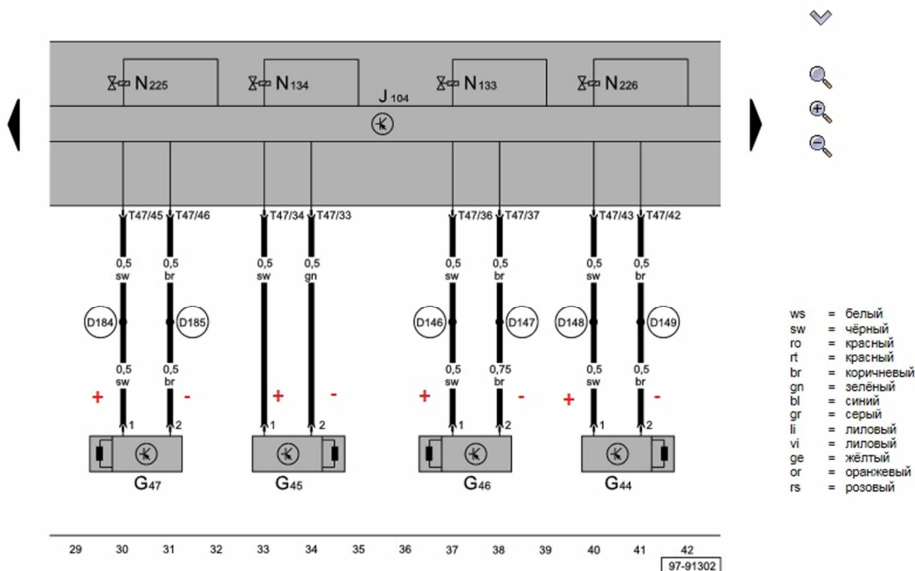 N225 N134 N133 N226
J 104
T47/45 T47/46 T47/34 T47/33 T47/36 T47/37 T47/43 T47/42
0,5 0,5 0,5 0,5 0,5 0,5 0,5 0,5
sw br sw gn sw br sw br
D184 D185 D146 D147 D148 D149
0,5 0,5 0,5 0,75 0,5 0,5
sw br sw br sw br
+ - + - + - + -
1 2 1 2 1 2 1 2
G47 G45 G46 G44
29 30 31 32 33 34 35 36 37 38 39 40 41 42
97-91302
ws = белый
sw = чёрный
ro = красный
rt = красный
br = коричневый
gn = зелёный
bl = синий
gr = серый
li = лиловый
vi = лиловый
ge = жёлтый
or = оранжевый
rs = розовый